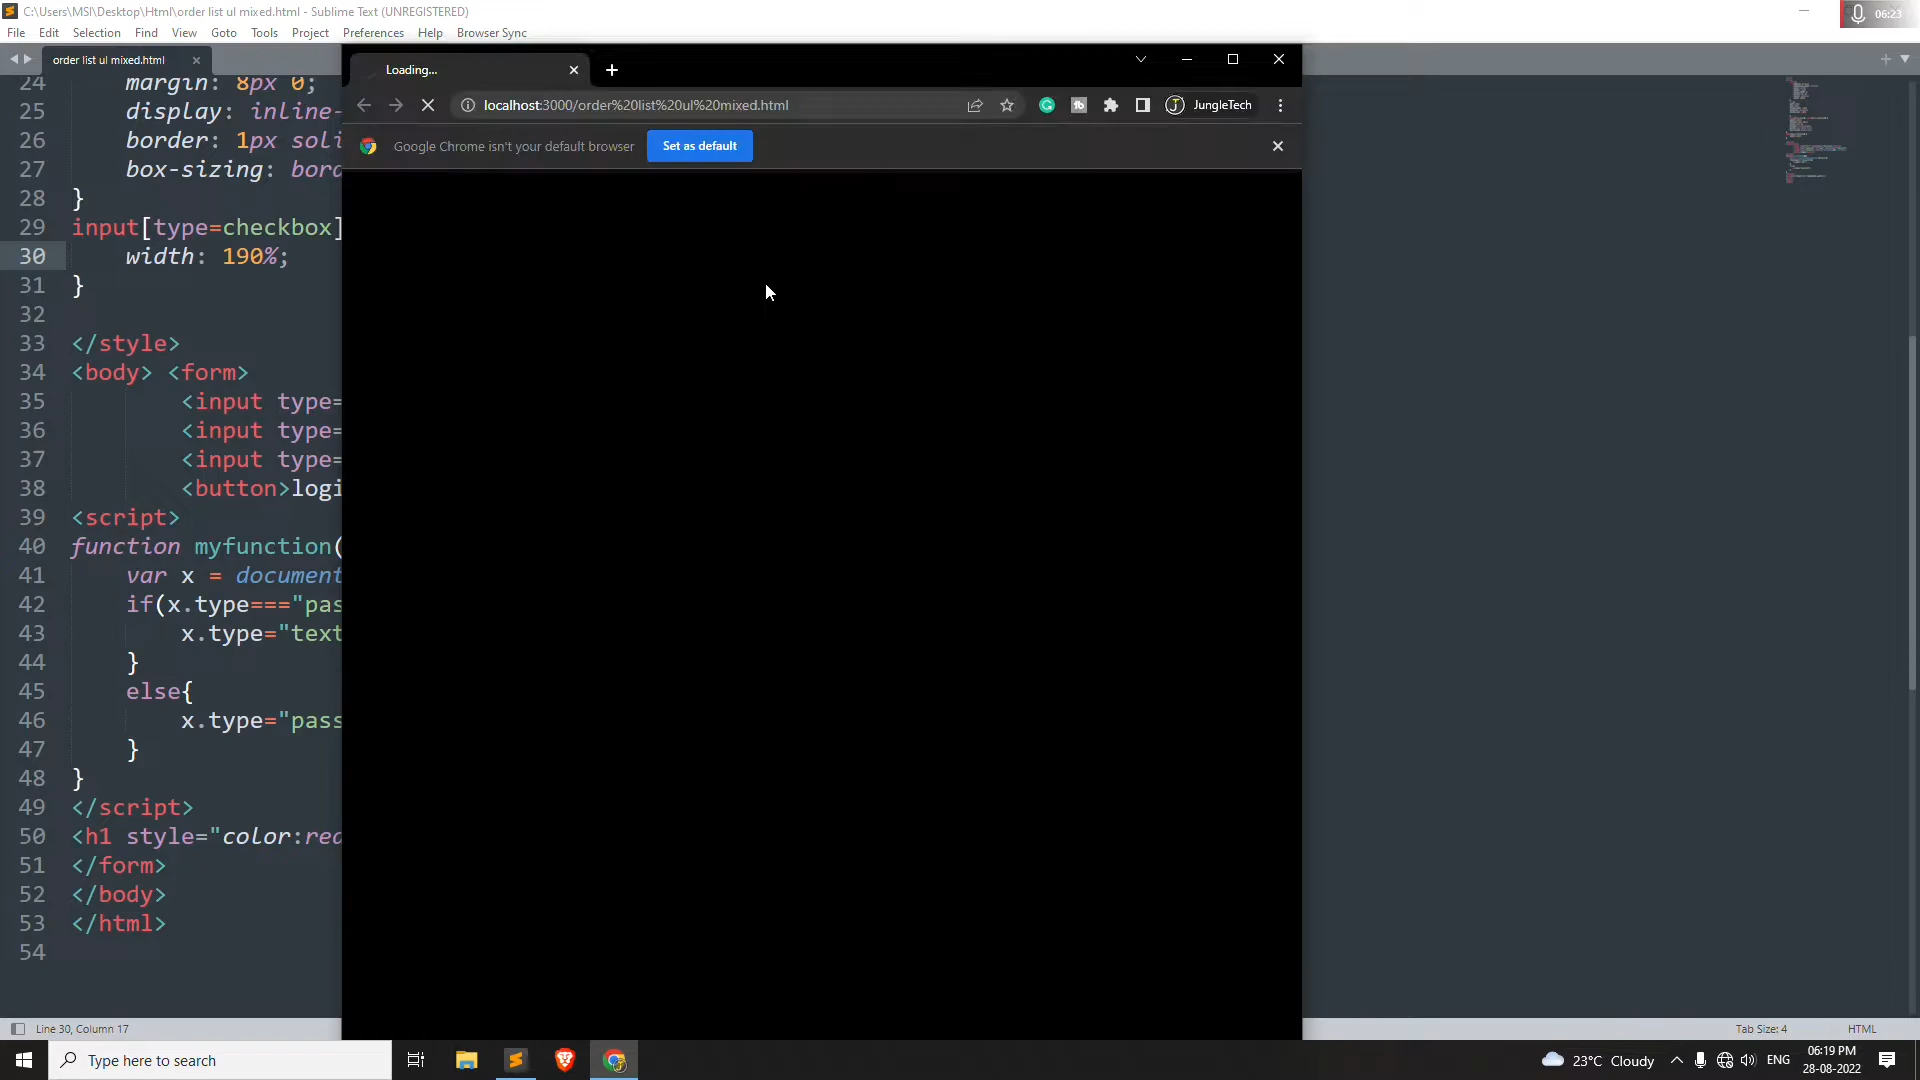 C:\Users\MSI\Desktop\Html\order list ul mixed.html - Sublime Text (UNREGISTERED)
06:23
File Edit Selection Find View Goto Tools Project Preferences Help Browser Sync
order list ul mixed.html
Loading...
localhost:3000/order%20list%20ul%20mixed.html
JungleTech
Google Chrome isn't your default browser
Set as default
24 margin: 8px 0;
25 display: inline-
26 border: 1px soli
27 box-sizing: bord
28 }
29 input[type=checkbox]
30 width: 190%;
31 }
32
33 </style>
34 <body> <form>
35 <input type=
36 <input type=
37 <input type=
38 <button>logi
39 <script>
40 function myfunction(
41 var x = document
42 if(x.type==="pas
43 x.type="text
44 }
45 else{
46 x.type="pass
47 }
48 }
49 </script>
50 <h1 style="color:red
51 </form>
52 </body>
53 </html>
54
Line 30, Column 17
Tab Size: 4
HTML
Type here to search
23°C Cloudy
ENG
06:19 PM
28-08-2022